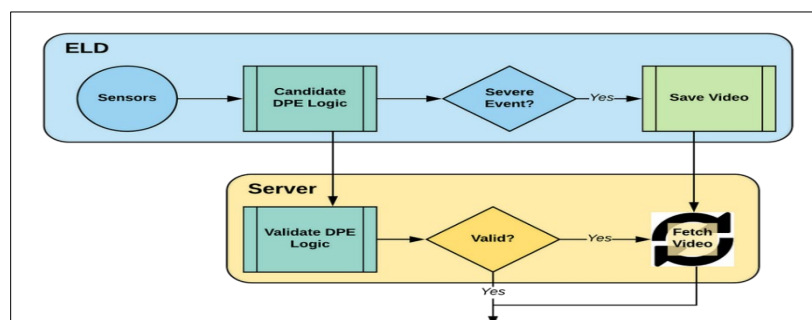 ELD
Sensors
Candidate
DPE Logic
Severe
Event?
Yes
Save Video
Server
Validate DPE
Logic
Valid?
Yes
Fetch
Video
Yes